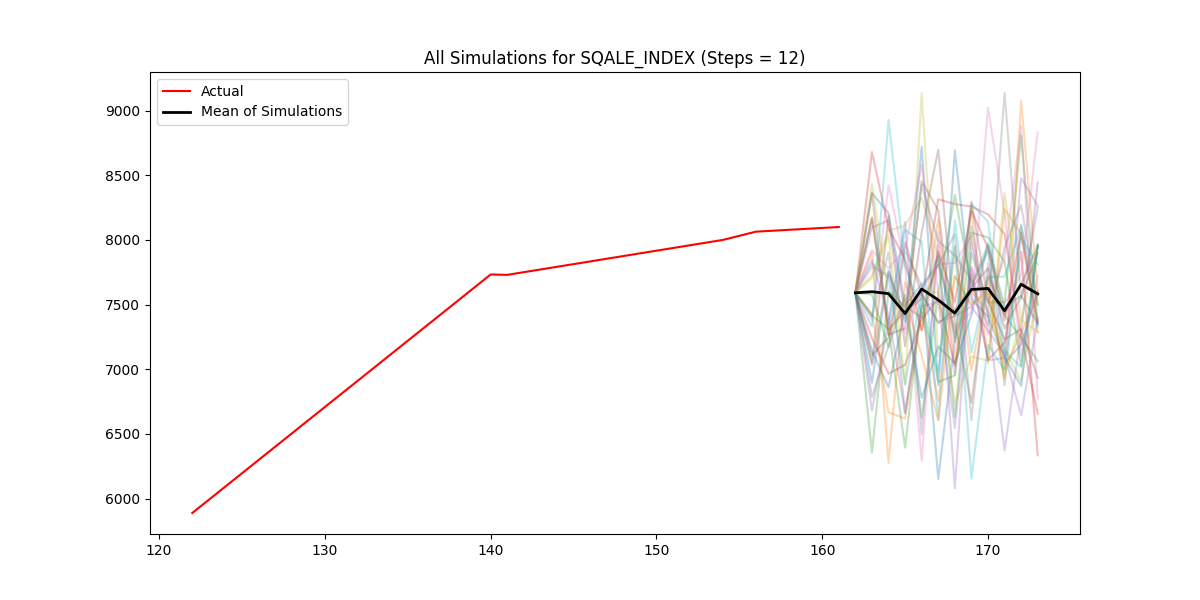 All Simulations for SQALE_INDEX (Steps = 12)
Actual
Mean of Simulations
9000
8500
8000
7500
7000
6500
6000
120 130 140 150 160 170